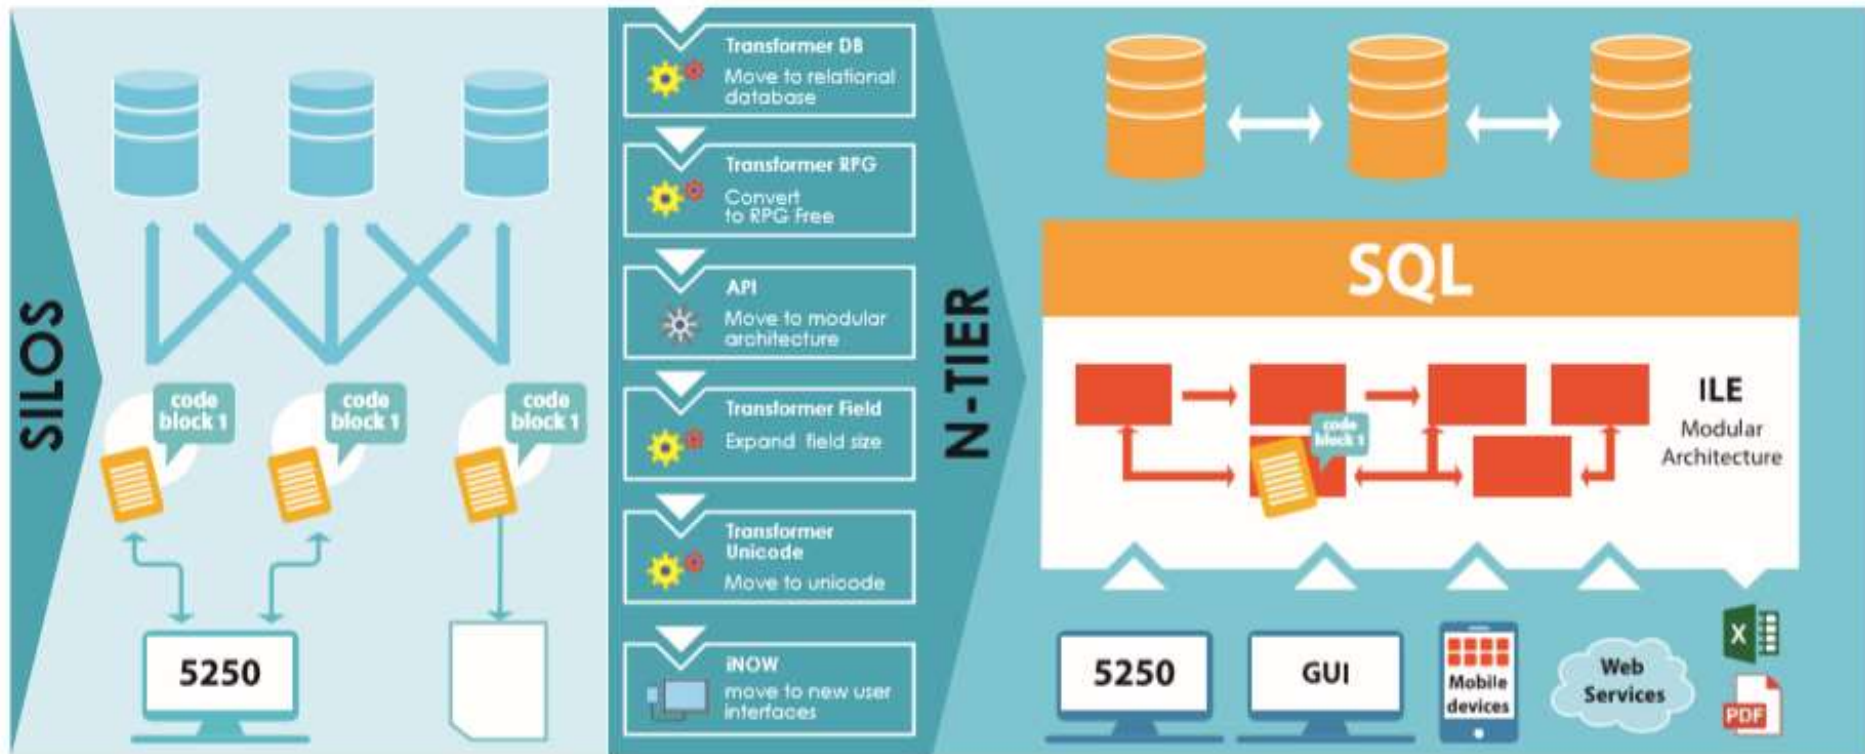 SILOS
code
block 1
code
block 1
code
block 1
5250
Transformer DB
Move to relational
database
Transformer RPG
Convert
to RPG Free
API
Move to modular
architecture
Transformer Field
Expand field size
Transformer
Unicode
Move to unicode
iNOW
move to new user
interfaces
N-TIER
SQL
code
block 1
ILE
Modular
Architecture
5250
GUI
Mobile
devices
Web
Services
X
PDF